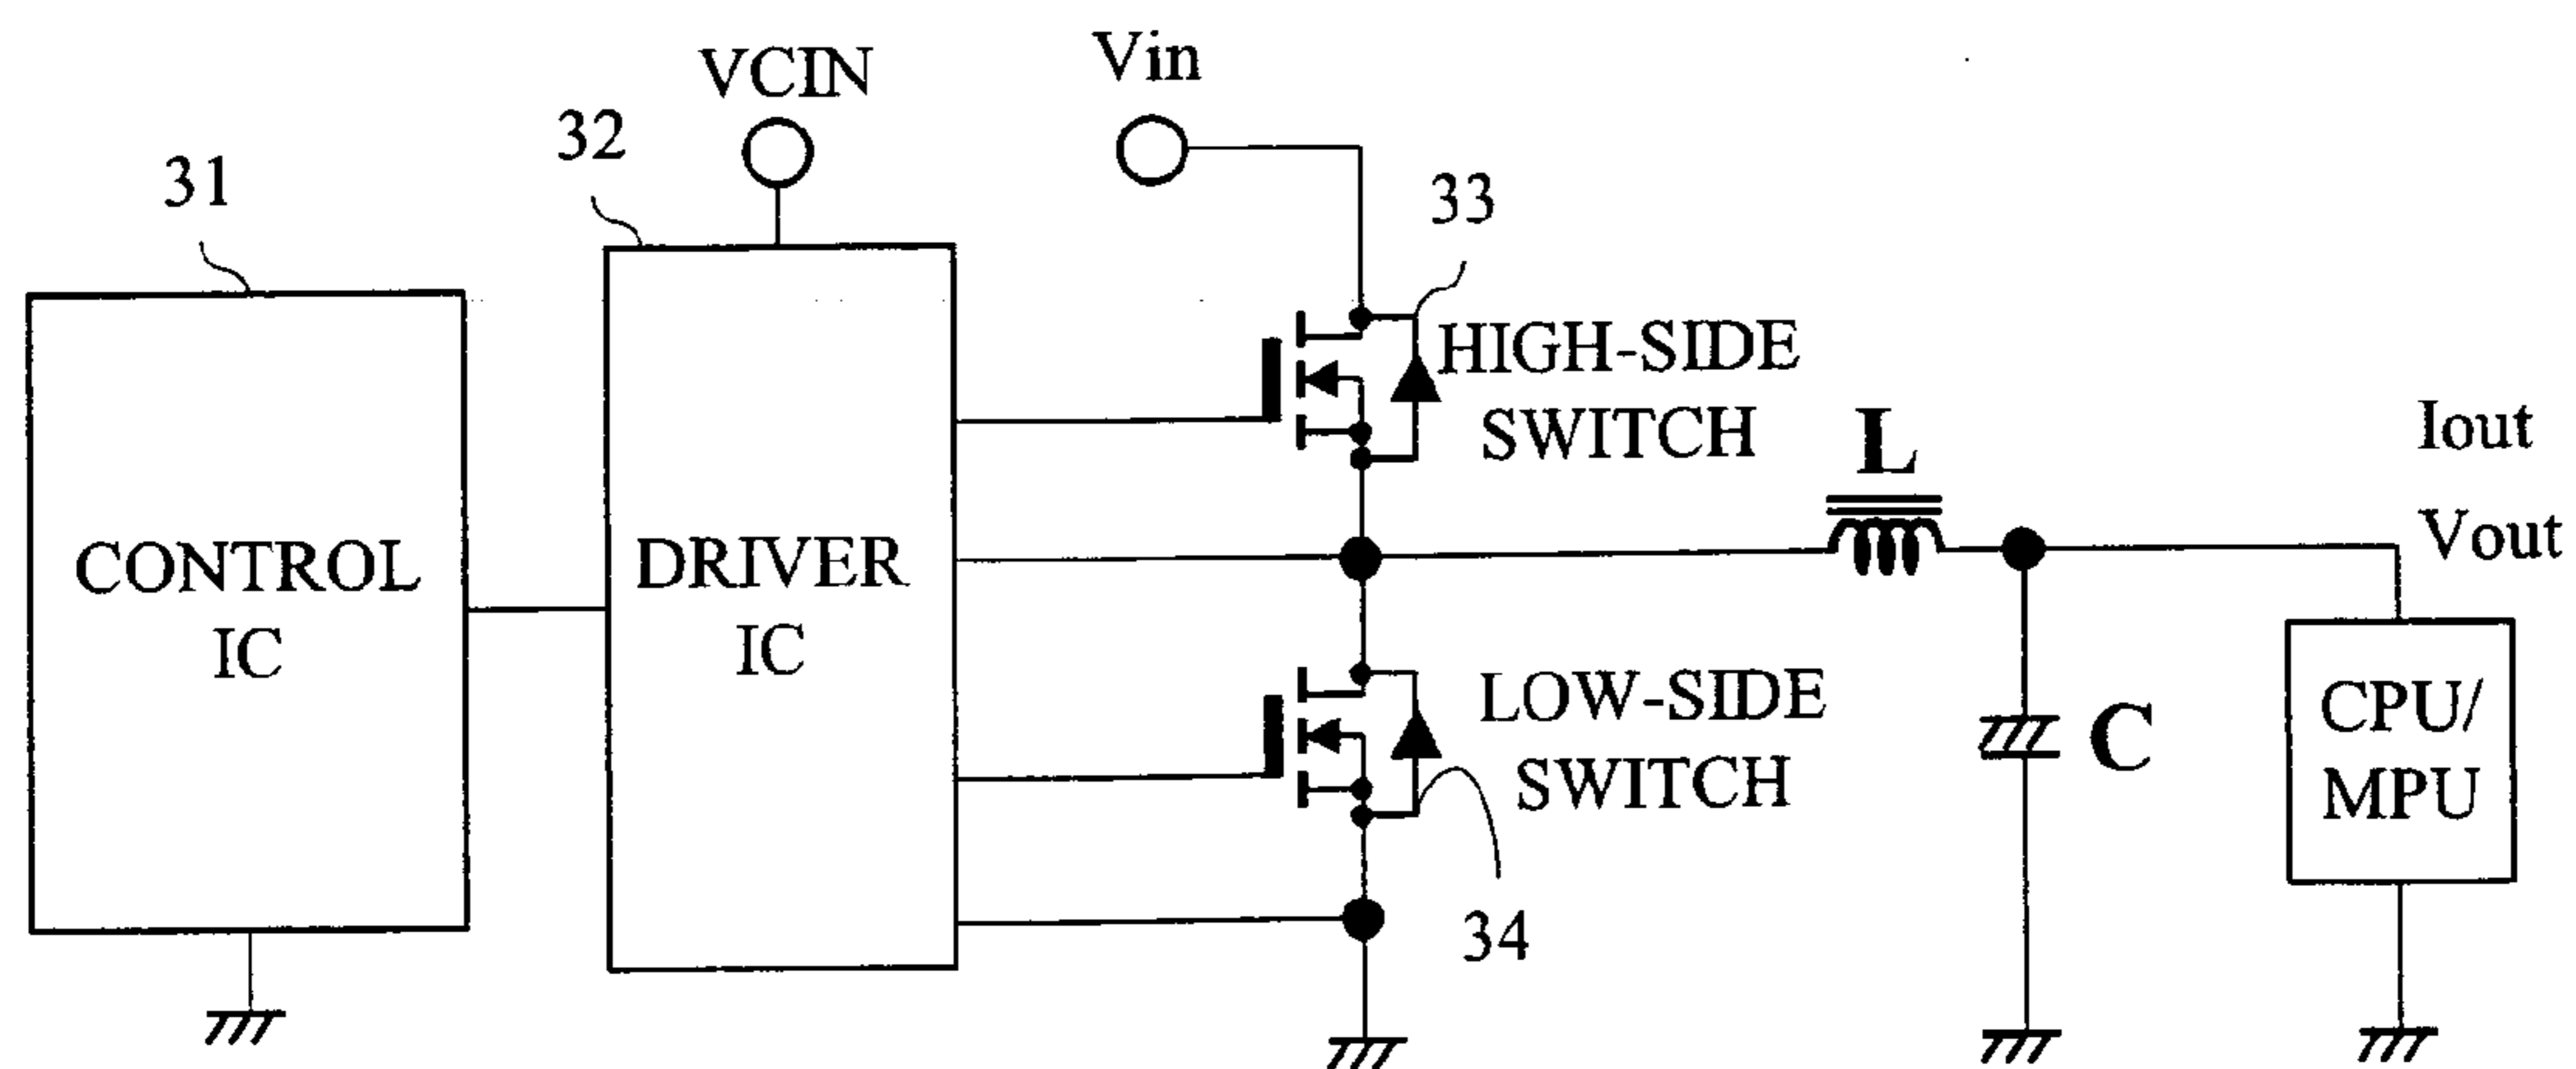 VCIN
Vin
31
32
33
HIGH-SIDE
SWITCH
L
Iout
Vout
CONTROL
IC
DRIVER
IC
LOW-SIDE
SWITCH
C
CPU/
MPU
34